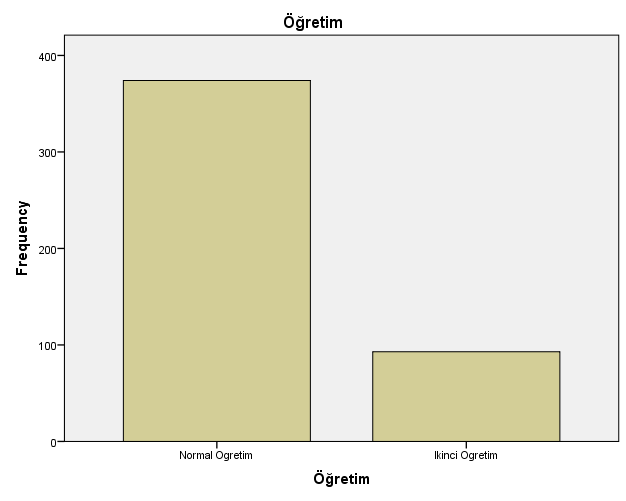 Öğretim
400
300
200
100
0
Frequency
Normal Ogretim
Ikinci Ogretim
Öğretim